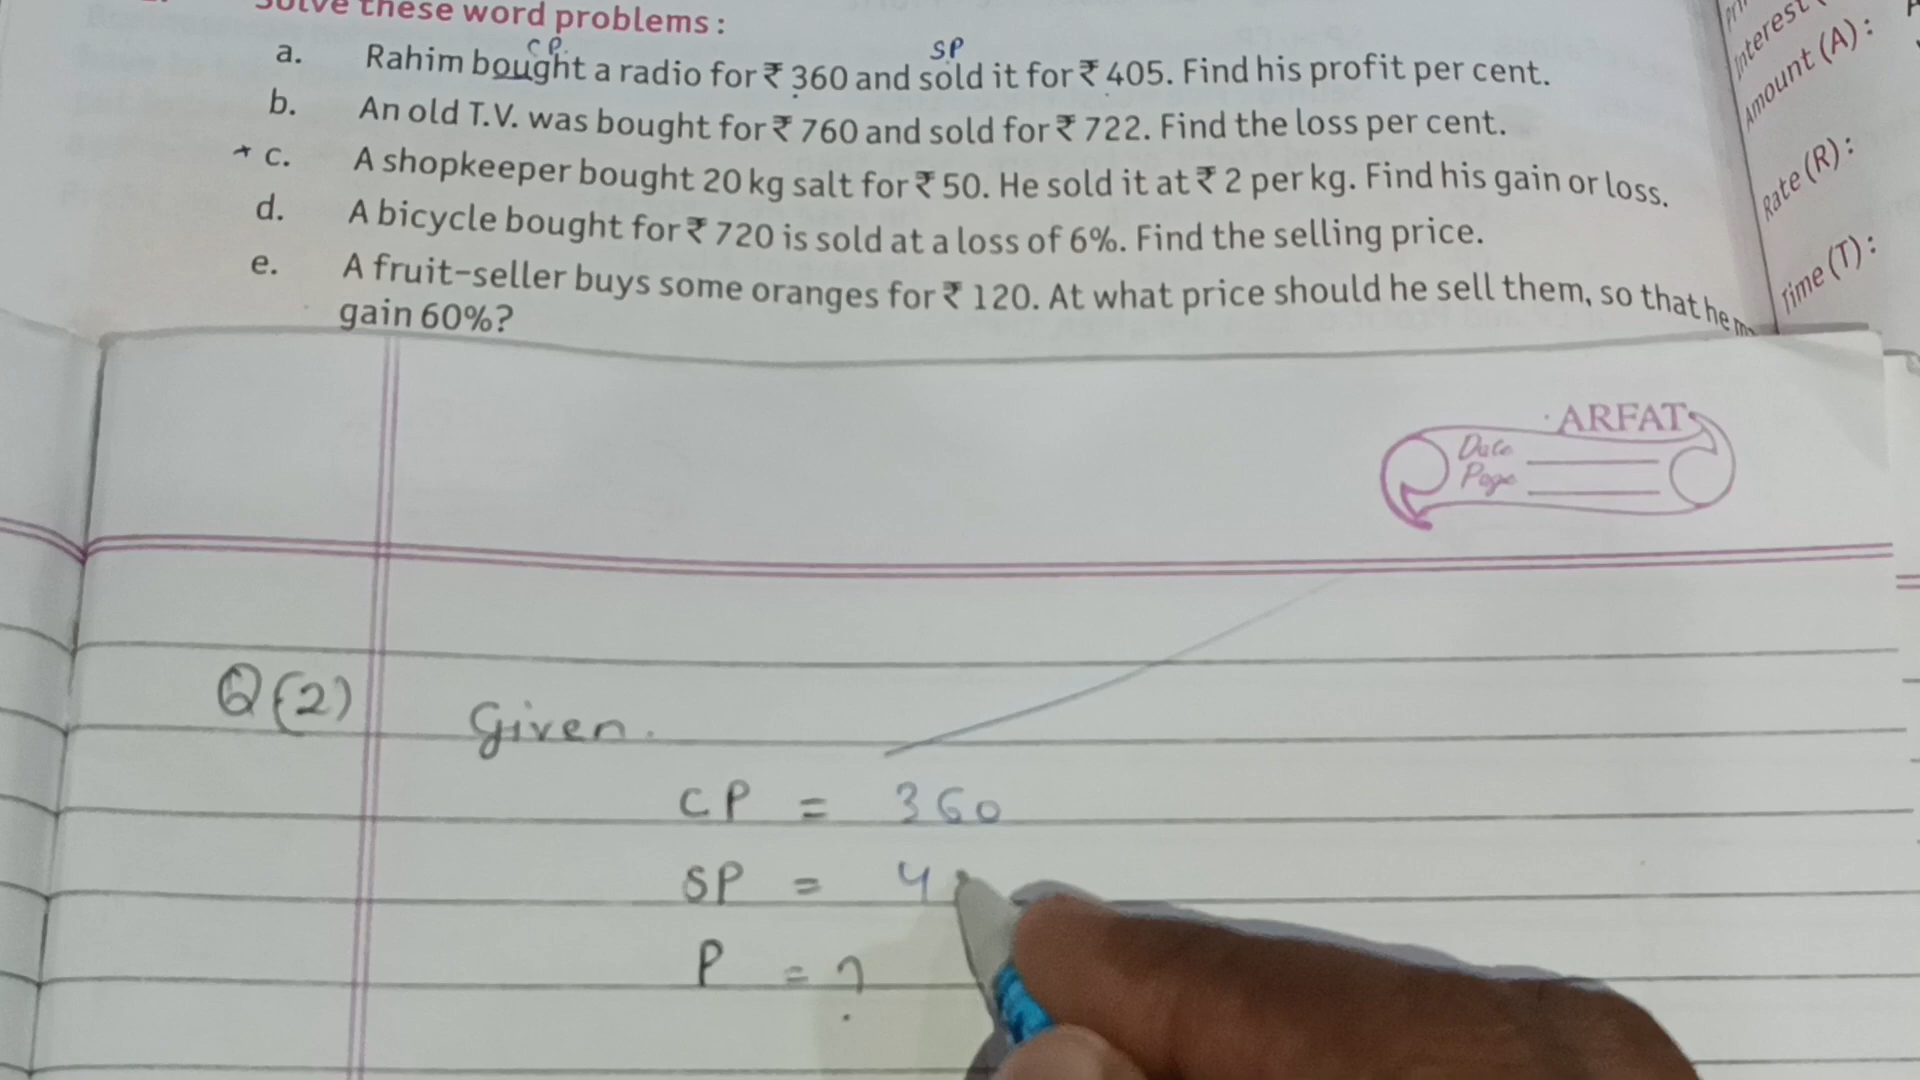 Solve these word problems :
CP. SP
a. Rahim bought a radio for ₹ 360 and sold it for ₹ 405. Find his profit per cent.
b. An old T.V. was bought for ₹ 760 and sold for ₹ 722. Find the loss per cent.
c. A shopkeeper bought 20 kg salt for ₹ 50. He sold it at ₹ 2 per kg. Find his gain or loss.
d. A bicycle bought for ₹ 720 is sold at a loss of 6%. Find the selling price.
e. A fruit-seller buys some oranges for ₹ 120. At what price should he sell them, so that he
gain 60%?
Interest
Amount (A) :
Rate (R) :
Time (T) :
ARFAT
Date
Page
Q(2) Given.
CP = 360
SP = 4
P = ?